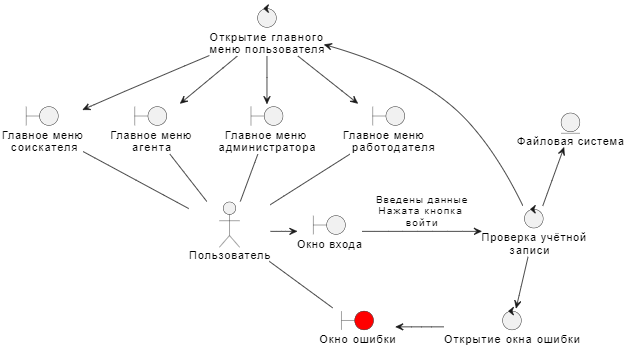 Открытие главного
меню пользователя
Главное меню
соискателя
Главное меню
агента
Главное меню
администратора
Главное меню
работодателя
Файловая система
Введены данные
Нажата кнопка
войти
Пользователь
Окно входа
Проверка учётной
записи
Окно ошибки
Открытие окна ошибки